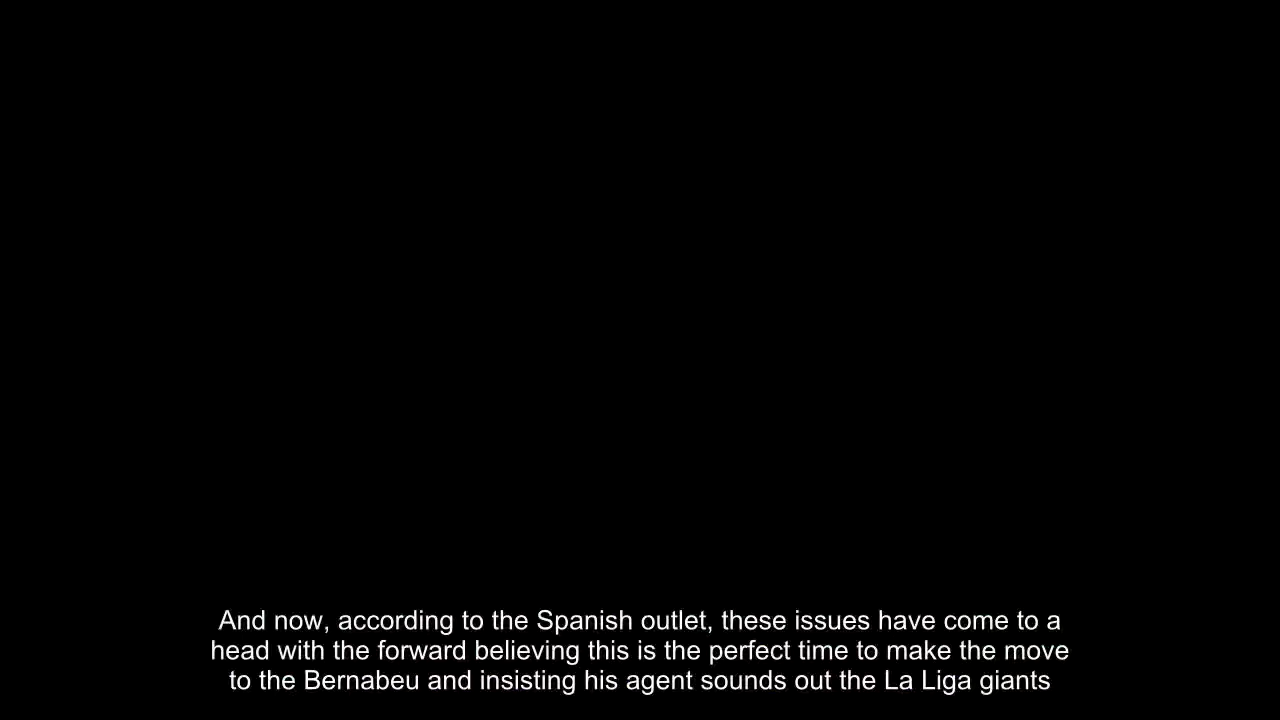 And now, according to the Spanish outlet, these issues have come to a
head with the forward believing this is the perfect time to make the move
to the Bernabeu and insisting his agent sounds out the La Liga giants